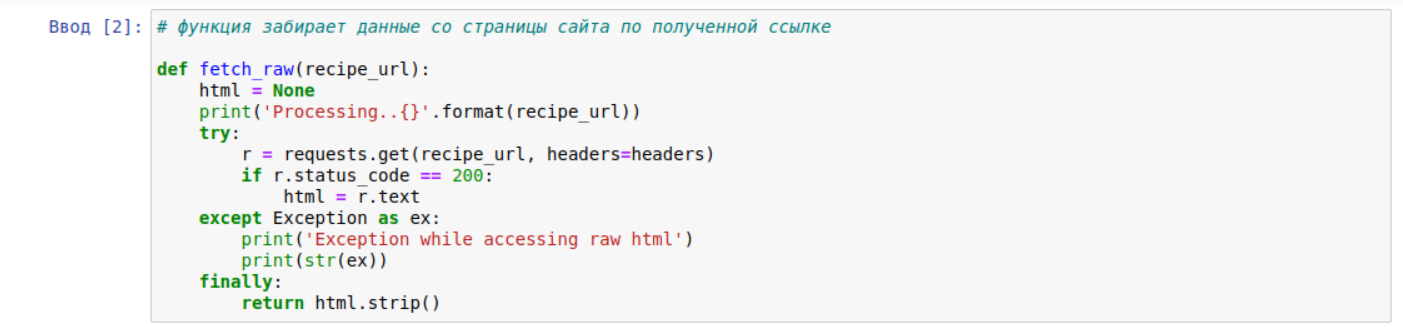 Ввод [2]: # функция забирает данные со страницы сайта по полученной ссылке
def fetch_raw(recipe_url):
    html = None
    print('Processing..{}'.format(recipe_url))
    try:
        r = requests.get(recipe_url, headers=headers)
        if r.status_code == 200:
            html = r.text
    except Exception as ex:
        print('Exception while accessing raw html')
        print(str(ex))
    finally:
        return html.strip()